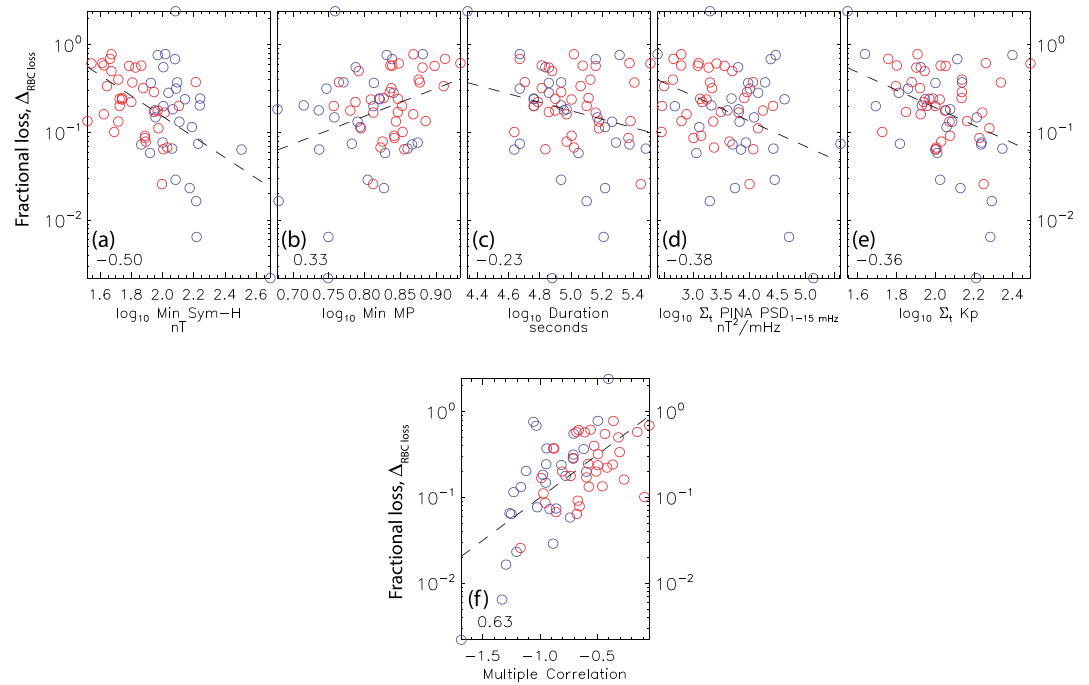 Fractional loss, Δ_RBC loss
10^0
10^-1
10^-2
(a)
-0.50
1.6 1.8 2.0 2.2 2.4 2.6
log10 Min Sym-H
nT
(b)
0.33
0.70 0.75 0.80 0.85 0.90
log10 Min MP
(c)
-0.23
4.4 4.6 4.8 5.0 5.2 5.4
log10 Duration
seconds
(d)
-0.38
3.0 3.5 4.0 4.5 5.0
log10 Σt PINA PSD1-15 mHz
nT^2/mHz
(e)
-0.36
1.6 1.8 2.0 2.2 2.4
log10 Σt Kp
10^0
10^-1
10^-2
Fractional loss, Δ_RBC loss
10^0
10^-1
10^-2
(f)
0.63
-1.5 -1.0 -0.5
Multiple Correlation
10^0
10^-1
10^-2